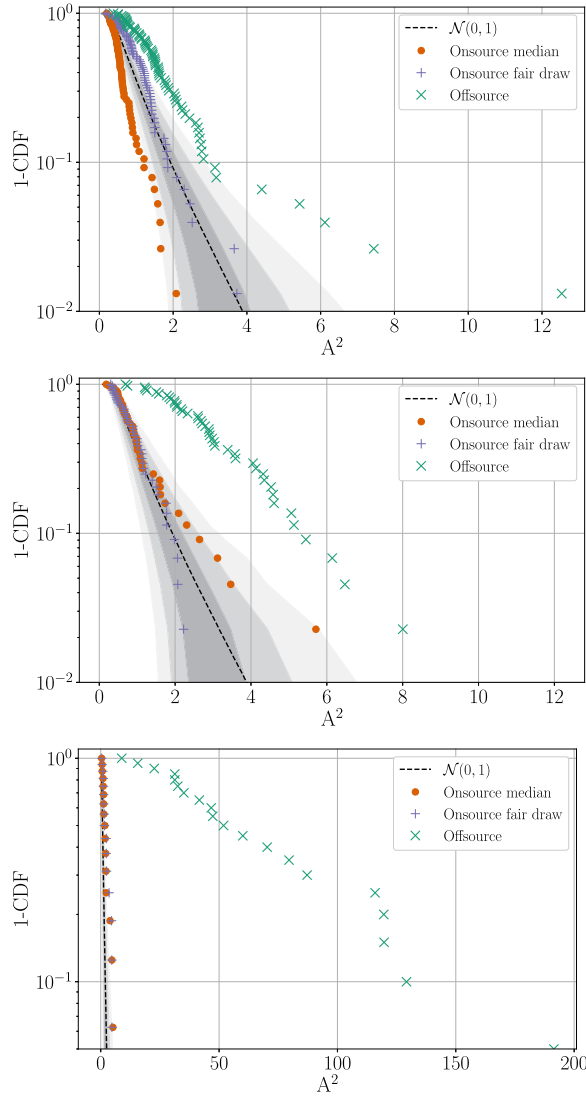 10⁰
10⁻¹
10⁻²
1-CDF
0 2 4 6 8 10 12
A²
𝒩(0, 1)
Onsource median
Onsource fair draw
Offsource
10⁰
10⁻¹
10⁻²
1-CDF
0 2 4 6 8 10 12
A²
𝒩(0, 1)
Onsource median
Onsource fair draw
Offsource
10⁰
10⁻¹
1-CDF
0 50 100 150 200
A²
𝒩(0, 1)
Onsource median
Onsource fair draw
Offsource